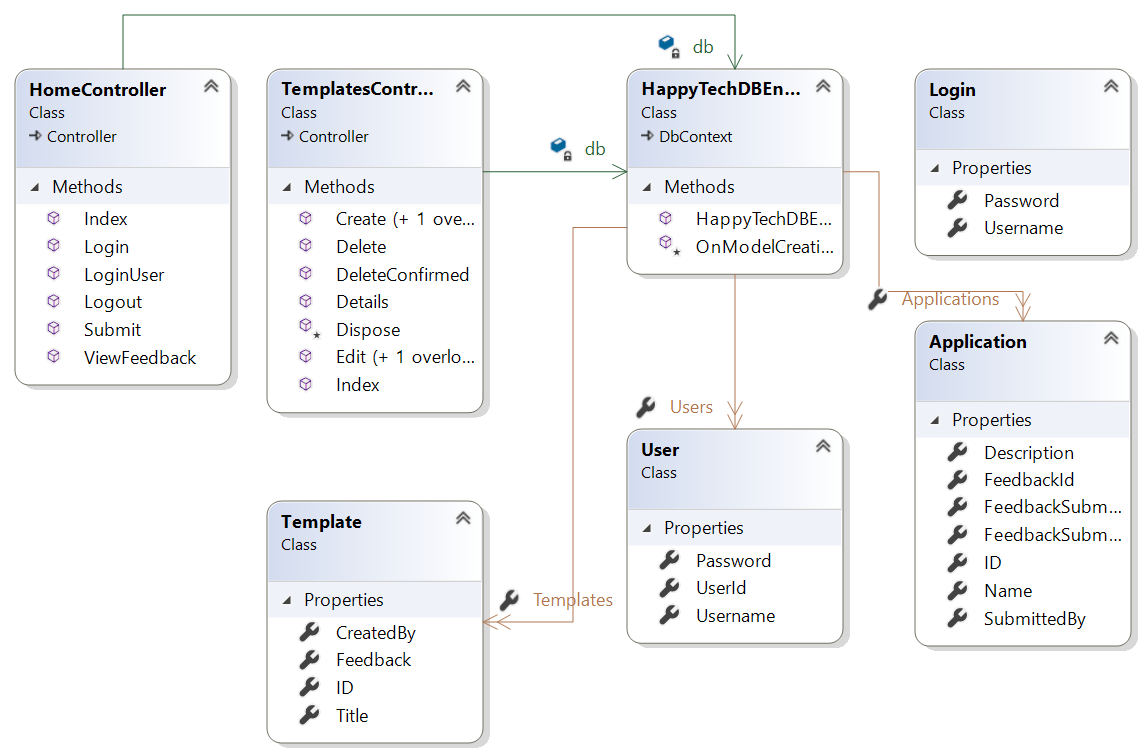 db
HomeController
Class
Controller
Methods
Index
Login
LoginUser
Logout
Submit
ViewFeedback
TemplatesContr...
Class
Controller
Methods
Create (+ 1 ove...
Delete
DeleteConfirmed
Details
Dispose
Edit (+ 1 overlo...
Index
db
HappyTechDBEn...
Class
DbContext
Methods
HappyTechDBE...
OnModelCreati...
Login
Class
Properties
Password
Username
Applications
Application
Class
Properties
Description
FeedbackId
FeedbackSubm...
FeedbackSubm...
ID
Name
SubmittedBy
Users
User
Class
Properties
Password
UserId
Username
Template
Class
Properties
CreatedBy
Feedback
ID
Title
Templates